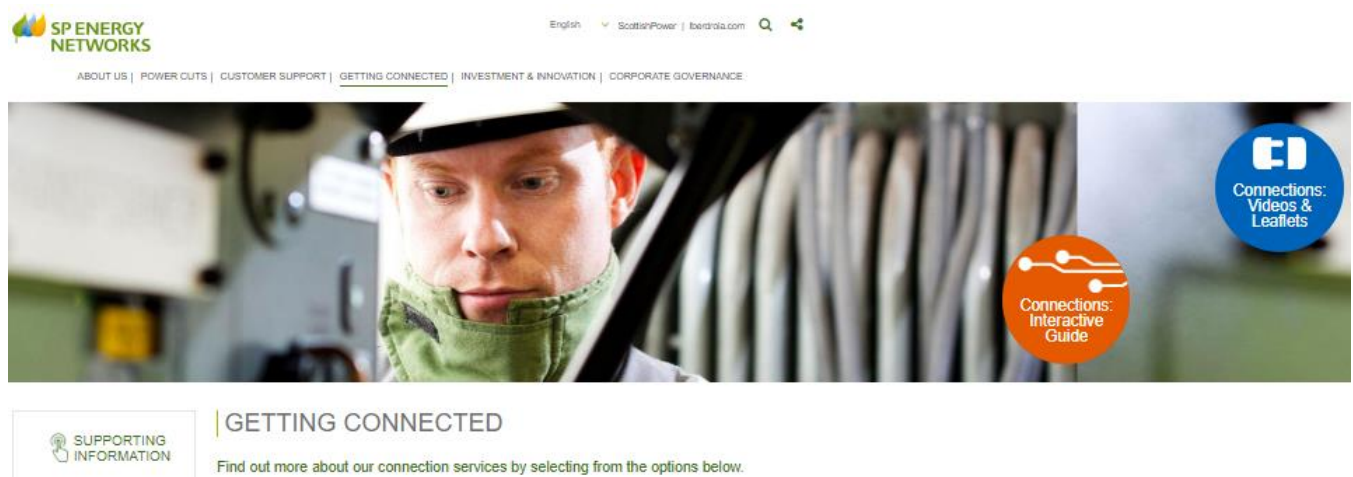 SP ENERGY
NETWORKS
English ScottishPower | Iberdrola.com
ABOUT US | POWER CUTS | CUSTOMER SUPPORT | GETTING CONNECTED | INVESTMENT & INNOVATION | CORPORATE GOVERNANCE
Connections:
Videos &
Leaflets
Connections:
Interactive
Guide
SUPPORTING
INFORMATION
GETTING CONNECTED
Find out more about our connection services by selecting from the options below.